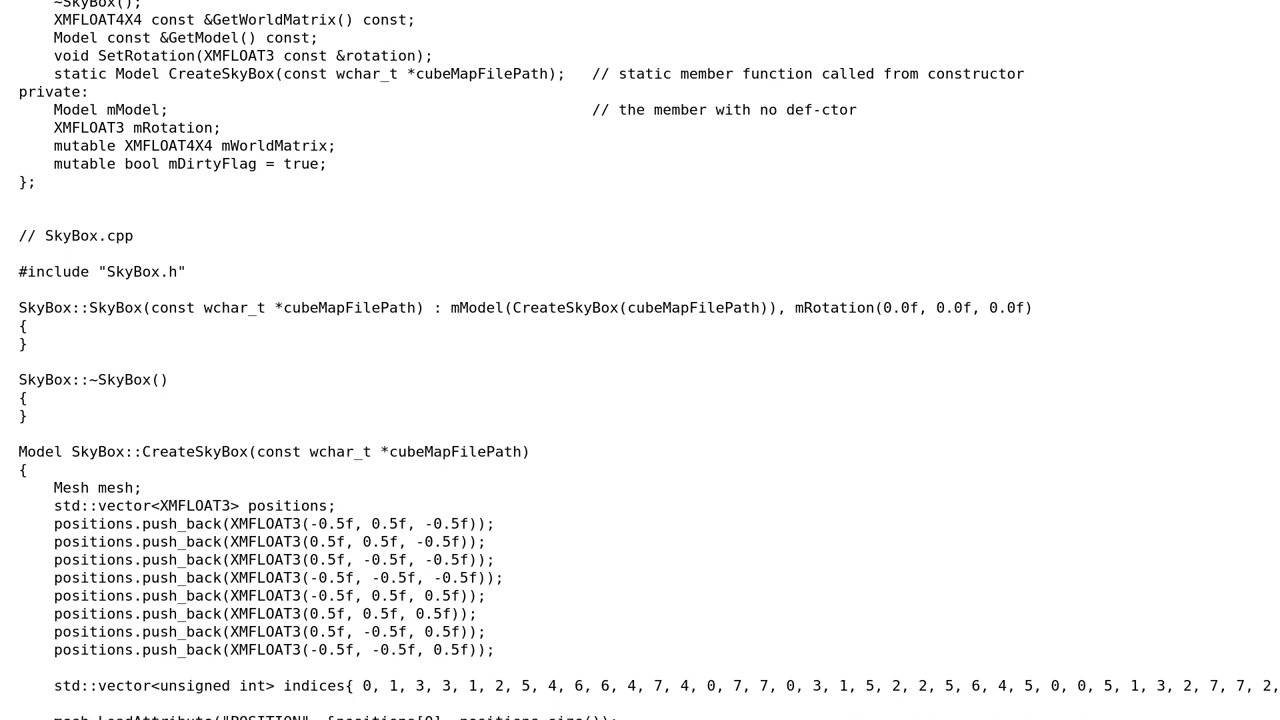 ~SkyBox();
    XMFLOAT4X4 const &GetWorldMatrix() const;
    Model const &GetModel() const;
    void SetRotation(XMFLOAT3 const &rotation);
    static Model CreateSkyBox(const wchar_t *cubeMapFilePath);   // static member function called from constructor
private:
    Model mModel;                                                // the member with no def-ctor
    XMFLOAT3 mRotation;
    mutable XMFLOAT4X4 mWorldMatrix;
    mutable bool mDirtyFlag = true;
};
// SkyBox.cpp
#include "SkyBox.h"
SkyBox::SkyBox(const wchar_t *cubeMapFilePath) : mModel(CreateSkyBox(cubeMapFilePath)), mRotation(0.0f, 0.0f, 0.0f)
{
}
SkyBox::~SkyBox()
{
}
Model SkyBox::CreateSkyBox(const wchar_t *cubeMapFilePath)
{
    Mesh mesh;
    std::vector<XMFLOAT3> positions;
    positions.push_back(XMFLOAT3(-0.5f, 0.5f, -0.5f));
    positions.push_back(XMFLOAT3(0.5f, 0.5f, -0.5f));
    positions.push_back(XMFLOAT3(0.5f, -0.5f, -0.5f));
    positions.push_back(XMFLOAT3(-0.5f, -0.5f, -0.5f));
    positions.push_back(XMFLOAT3(-0.5f, 0.5f, 0.5f));
    positions.push_back(XMFLOAT3(0.5f, 0.5f, 0.5f));
    positions.push_back(XMFLOAT3(0.5f, -0.5f, 0.5f));
    positions.push_back(XMFLOAT3(-0.5f, -0.5f, 0.5f));
    std::vector<unsigned int> indices{ 0, 1, 3, 3, 1, 2, 5, 4, 6, 6, 4, 7, 4, 0, 7, 7, 0, 3, 1, 5, 2, 2, 5, 6, 4, 5, 0, 0, 5, 1, 3, 2, 7, 7, 2,
    mesh.LoadAttribute("POSITION", &positions[0], positions.size());